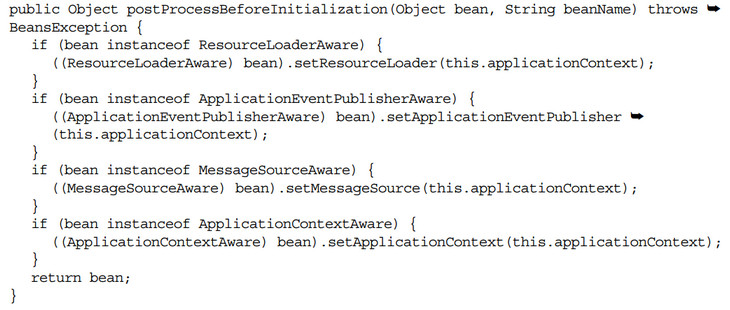 public Object postProcessBeforeInitialization(Object bean, String beanName) throws ➥
BeansException {
if (bean instanceof ResourceLoaderAware) {
((ResourceLoaderAware) bean).setResourceLoader(this.applicationContext);
}
if (bean instanceof ApplicationEventPublisherAware) {
((ApplicationEventPublisherAware) bean).setApplicationEventPublisher ➥
(this.applicationContext);
}
if (bean instanceof MessageSourceAware) {
((MessageSourceAware) bean).setMessageSource(this.applicationContext);
}
if (bean instanceof ApplicationContextAware) {
((ApplicationContextAware) bean).setApplicationContext(this.applicationContext);
}
return bean;
}